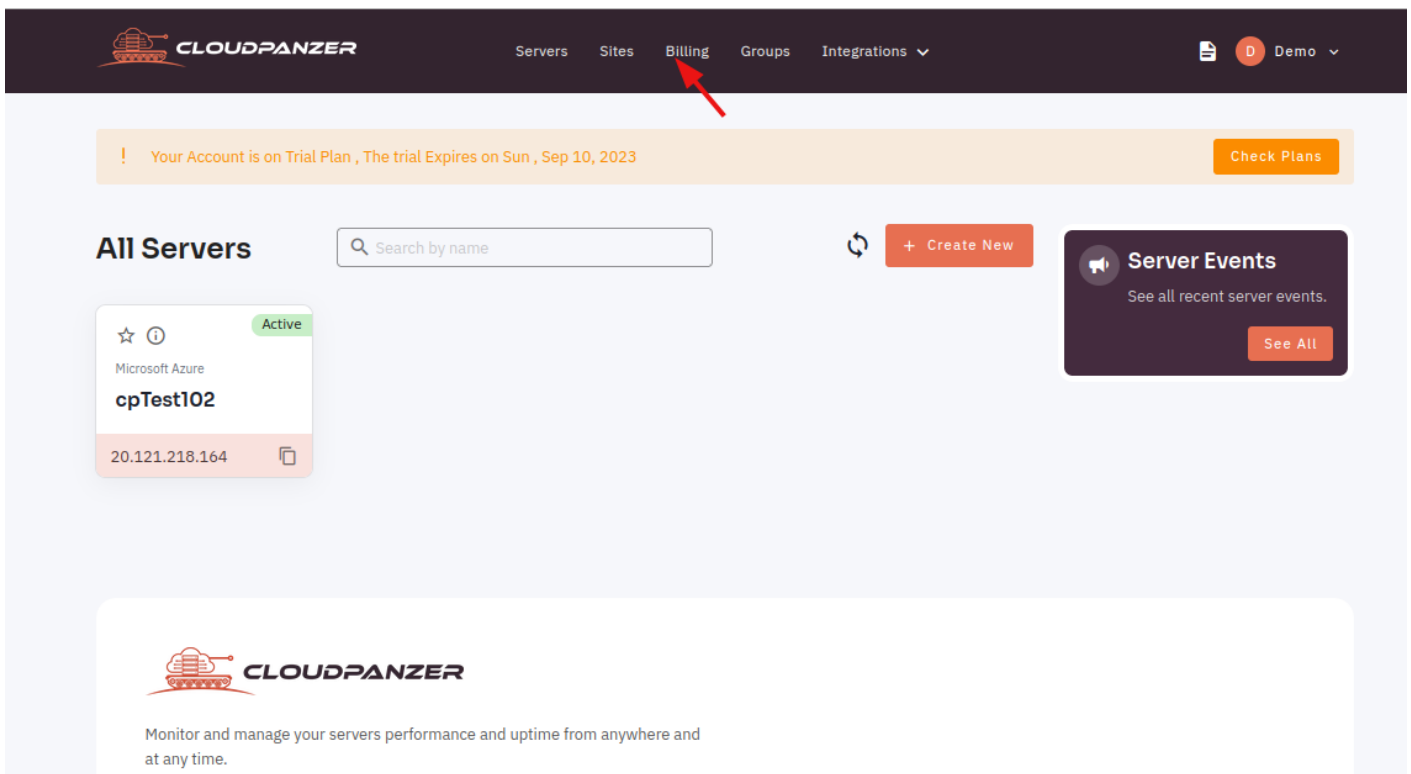 CLOUDPANZER
Servers Sites Billing Groups Integrations
D Demo
! Your Account is on Trial Plan , The trial Expires on Sun , Sep 10, 2023
Check Plans
All Servers
Search by name
+ Create New
Server Events
See all recent server events.
See All
Active
Microsoft Azure
cpTest102
20.121.218.164
CLOUDPANZER
Monitor and manage your servers performance and uptime from anywhere and
at any time.